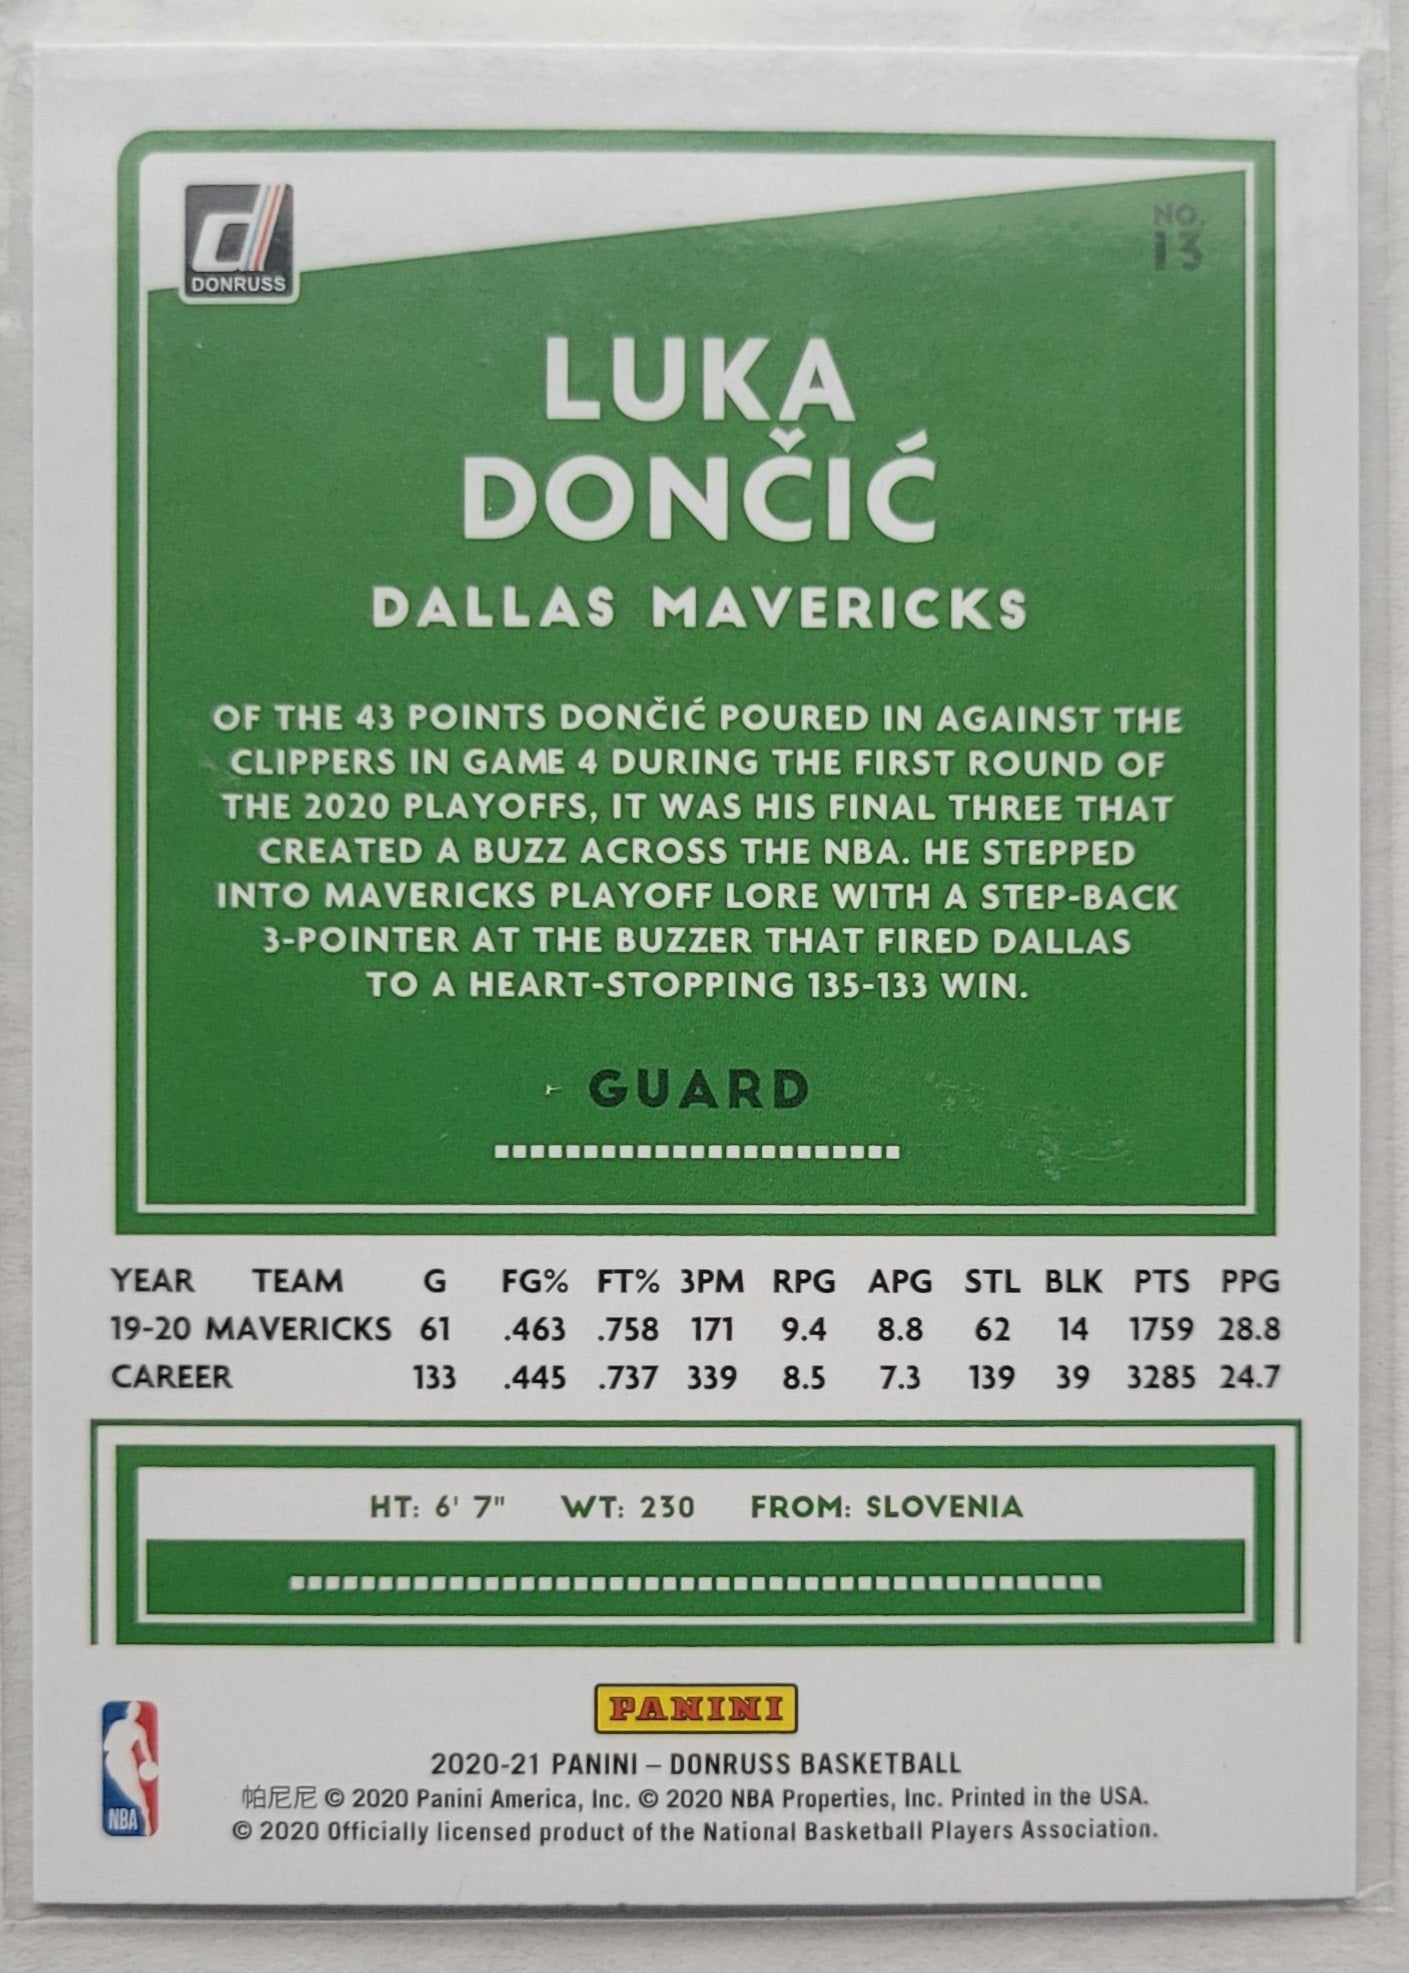 DONRUSS
NO.
13
LUKA
DONČIĆ
DALLAS MAVERICKS
OF THE 43 POINTS DONČIĆ POURED IN AGAINST THE
CLIPPERS IN GAME 4 DURING THE FIRST ROUND OF
THE 2020 PLAYOFFS, IT WAS HIS FINAL THREE THAT
CREATED A BUZZ ACROSS THE NBA. HE STEPPED
INTO MAVERICKS PLAYOFF LORE WITH A STEP-BACK
3-POINTER AT THE BUZZER THAT FIRED DALLAS
TO A HEART-STOPPING 135-133 WIN.
GUARD
YEAR TEAM G FG% FT% 3PM RPG APG STL BLK PTS PPG
19-20 MAVERICKS 61 .463 .758 171 9.4 8.8 62 14 1759 28.8
CAREER 133 .445 .737 339 8.5 7.3 139 39 3285 24.7
HT: 6' 7" WT: 230 FROM: SLOVENIA
PANINI
NBA
2020-21 PANINI – DONRUSS BASKETBALL
帕尼尼 © 2020 Panini America, Inc. © 2020 NBA Properties, Inc. Printed in the USA.
© 2020 Officially licensed product of the National Basketball Players Association.